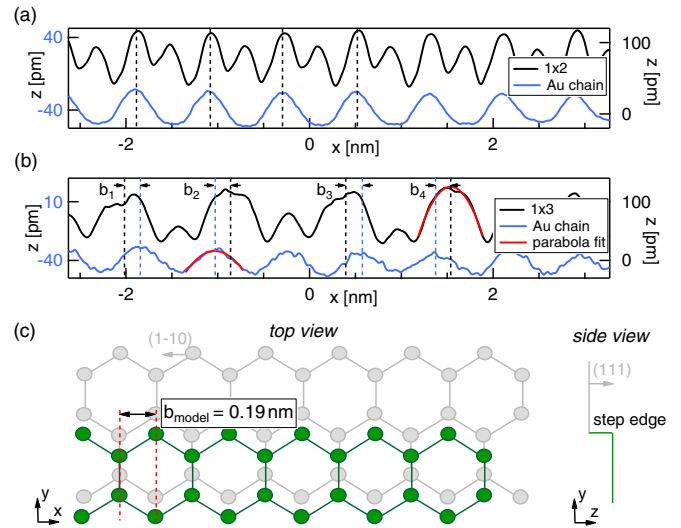 (a)
40
-40
z [pm]
100
0
z [pm]
1x2
Au chain
-2
0
2
x [nm]
(b)
b1
b2
b3
b4
10
-40
z [pm]
100
0
z [pm]
1x3
Au chain
parabola fit
-2
0
2
x [nm]
(c)
top view
side view
(1-10)
(111)
b_model = 0.19 nm
step edge
y
x
y
z